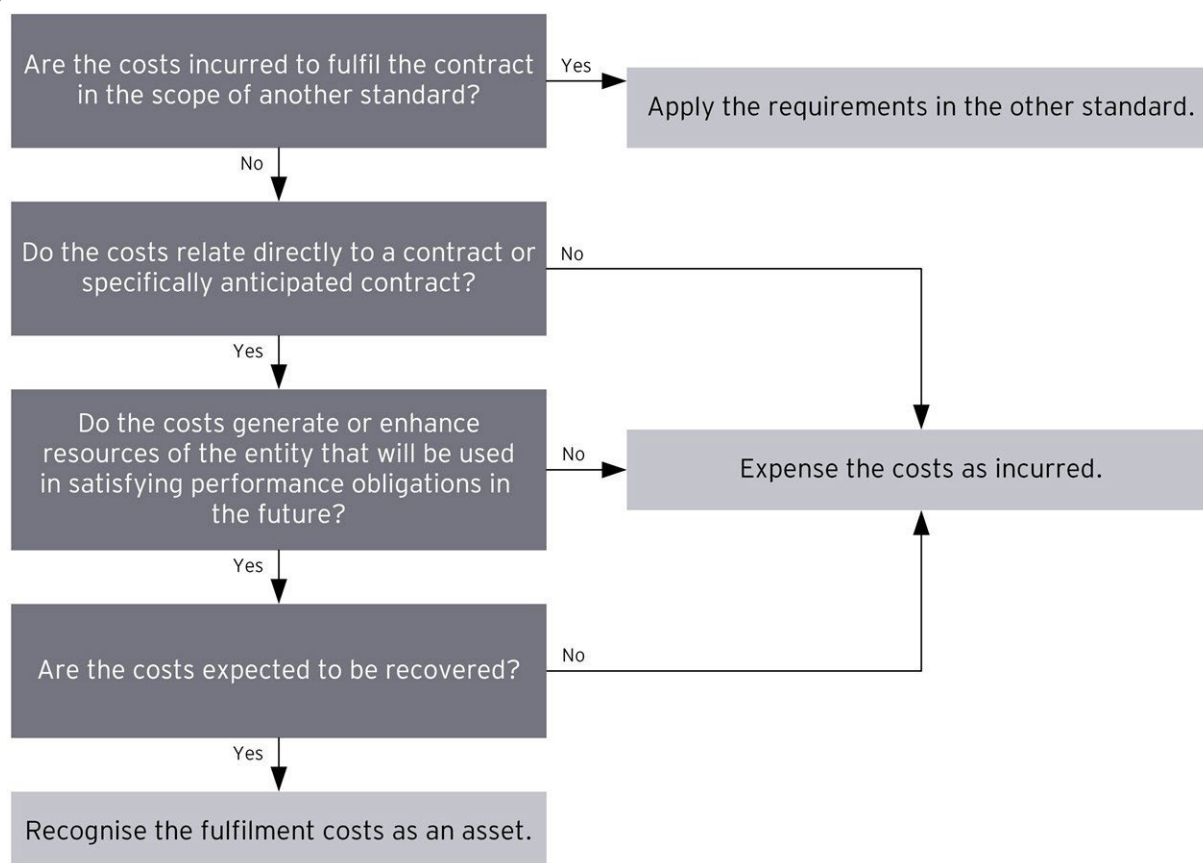 Are the costs incurred to fulfil the contract
in the scope of another standard?
Yes
Apply the requirements in the other standard.
No
Do the costs relate directly to a contract or
specifically anticipated contract?
No
Yes
Do the costs generate or enhance
resources of the entity that will be used
in satisfying performance obligations in
the future?
No
Expense the costs as incurred.
Yes
Are the costs expected to be recovered?
No
Yes
Recognise the fulfilment costs as an asset.